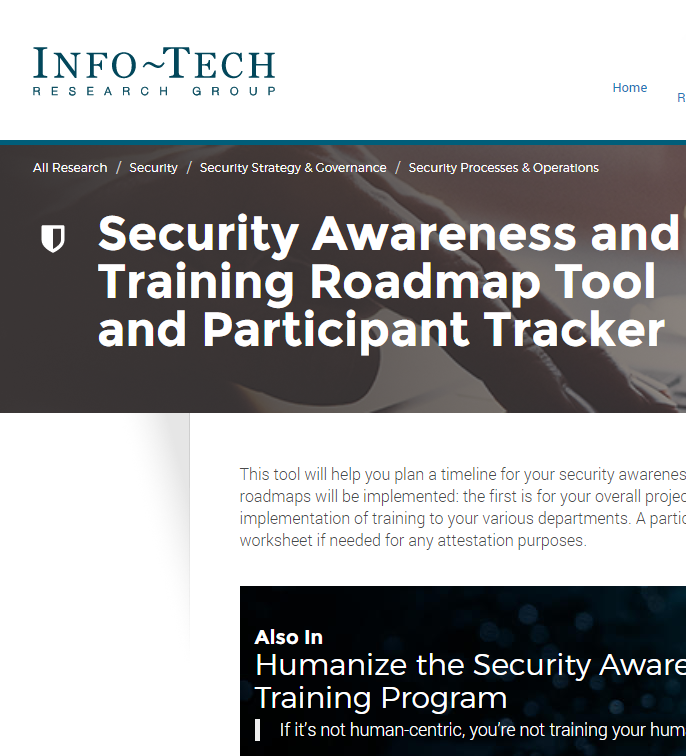 INFO~TECH
RESEARCH GROUP
Home
R
All Research / Security / Security Strategy & Governance / Security Processes & Operations
Security Awareness and
Training Roadmap Tool
and Participant Tracker
This tool will help you plan a timeline for your security awarenes
roadmaps will be implemented: the first is for your overall projec
implementation of training to your various departments. A partic
worksheet if needed for any attestation purposes.
Also In
Humanize the Security Aware
Training Program
If it's not human-centric, you're not training your hum